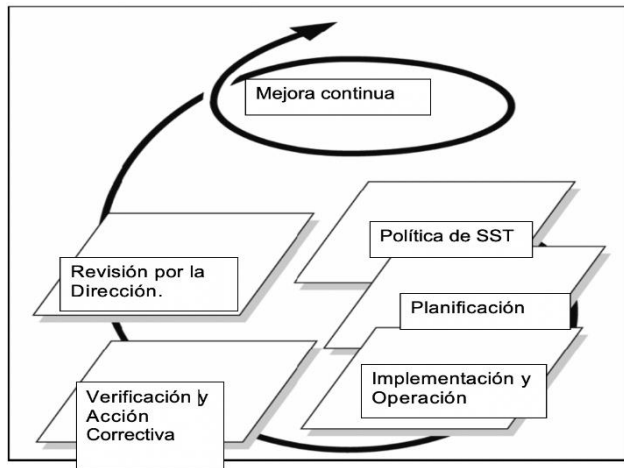 Mejora continua
Política de SST
Revisión por la
Dirección.
Planificación
Implementación y
Operación
Verificación y
Acción
Correctiva